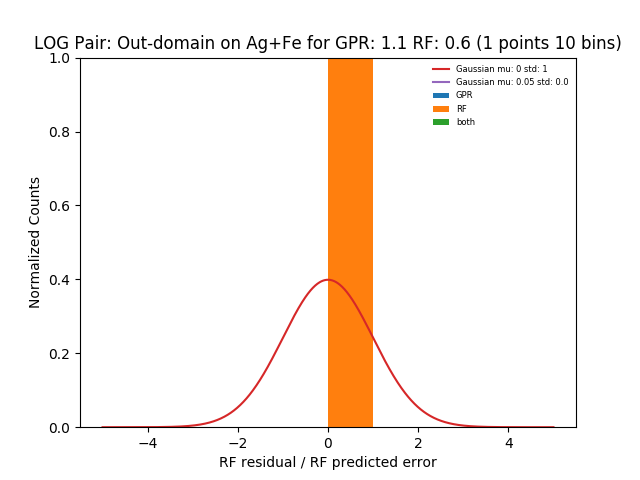 LOG Pair: Out-domain on Ag+Fe for GPR: 1.1 RF: 0.6 (1 points 10 bins)
Gaussian mu: 0 std: 1
Gaussian mu: 0.05 std: 0.0
GPR
RF
both
Normalized Counts
1.0
0.8
0.6
0.4
0.2
0.0
−4
−2
0
2
4
RF residual / RF predicted error